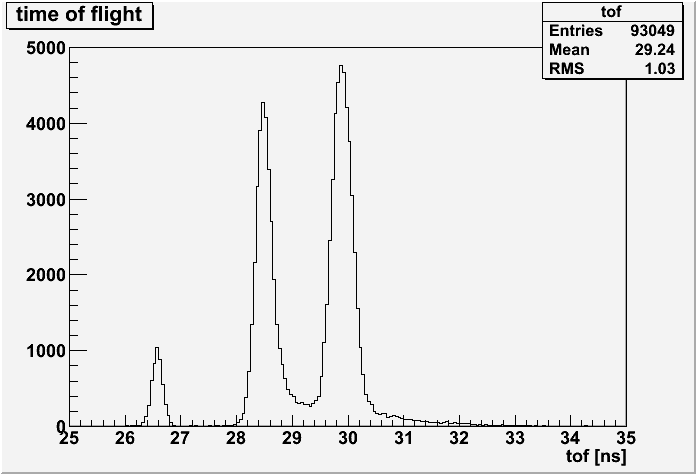 time of flight
tof
Entries 93049
Mean 29.24
RMS 1.03
5000
4000
3000
2000
1000
0
25 26 27 28 29 30 31 32 33 34 35
tof [ns]